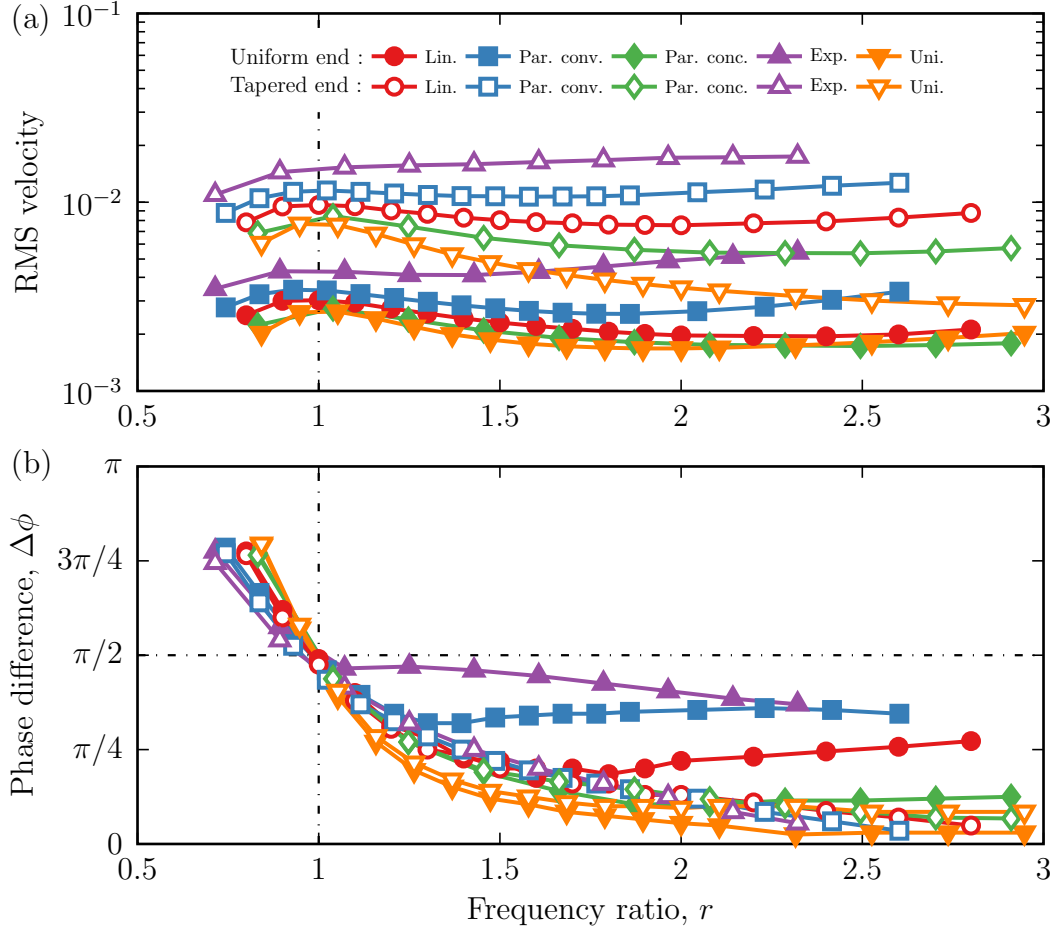 (a)
10⁻¹
10⁻²
10⁻³
RMS velocity
Uniform end : Lin. Par. conv. Par. conc. Exp. Uni.
Tapered end : Lin. Par. conv. Par. conc. Exp. Uni.
0.5 1 1.5 2 2.5 3
(b)
π
3π/4
π/2
π/4
0
Phase difference, Δϕ
0.5 1 1.5 2 2.5 3
Frequency ratio, r